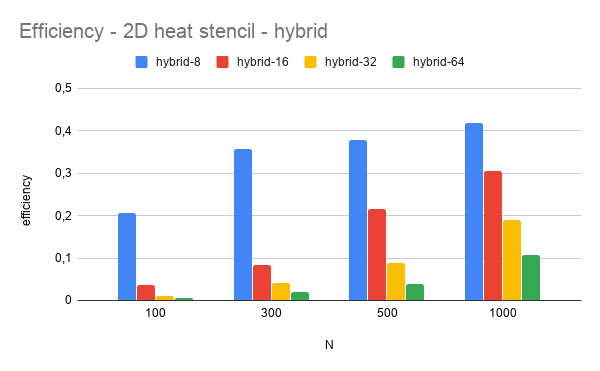 Efficiency - 2D heat stencil - hybrid
hybrid-8 hybrid-16 hybrid-32 hybrid-64
0,5
0,4
0,3
0,2
0,1
0
efficiency
100 300 500 1000
N